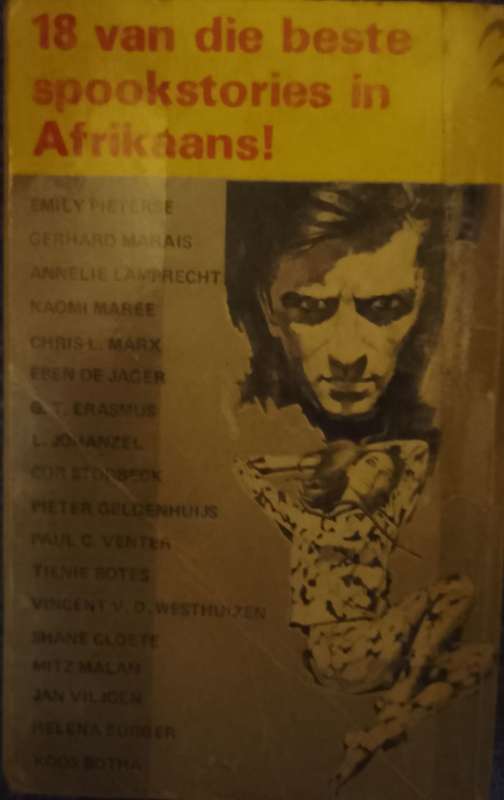 18 van die beste
spookstories in
Afrikaans!
EMILY PIETERSE
GERHARD MARAIS
ANNELIE LAMPRECHT
NAOMI MAREE
CHRIS L. MARX
EBEN DE JAGER
G. T. ERASMUS
L. JOHANZEL
COR STORBECK
PIETER GELDENHUIJS
PAUL C. VENTER
TIENIE BOTES
VINCENT V. D. WESTHUIZEN
SHANE CLOETE
MITZ MALAN
JAN VILJOEN
HELENA BURGER
KOOS BOTHA